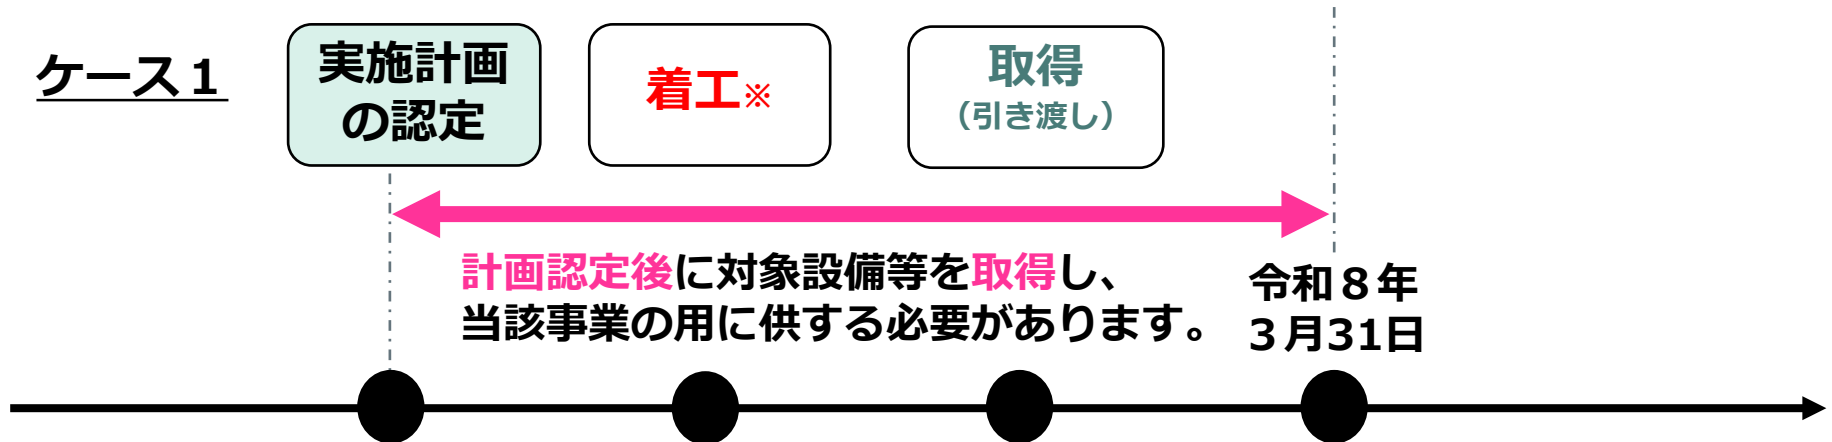 ケース１
実施計画
の認定
着工※
取得
（引き渡し）
計画認定後に対象設備等を取得し、
当該事業の用に供する必要があります。
令和８年
３月31日